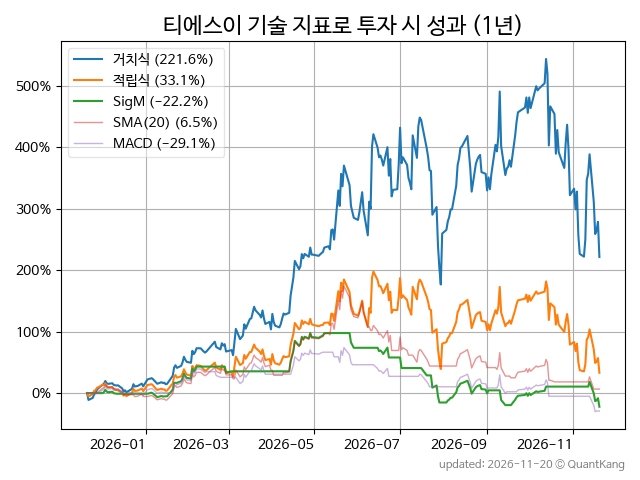 티에스이 기술 지표로 투자 시 성과 (1년)
거치식 (221.6%)
적립식 (33.1%)
SigM (-22.2%)
SMA(20) (6.5%)
MACD (-29.1%)
500%
400%
300%
200%
100%
0%
2026-01 2026-03 2026-05 2026-07 2026-09 2026-11
updated: 2026-11-20 © QuantKang